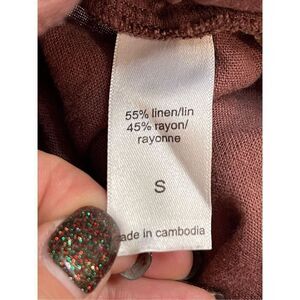 55% linen/lin
45% rayon/
rayonne
S
ade in cambodia